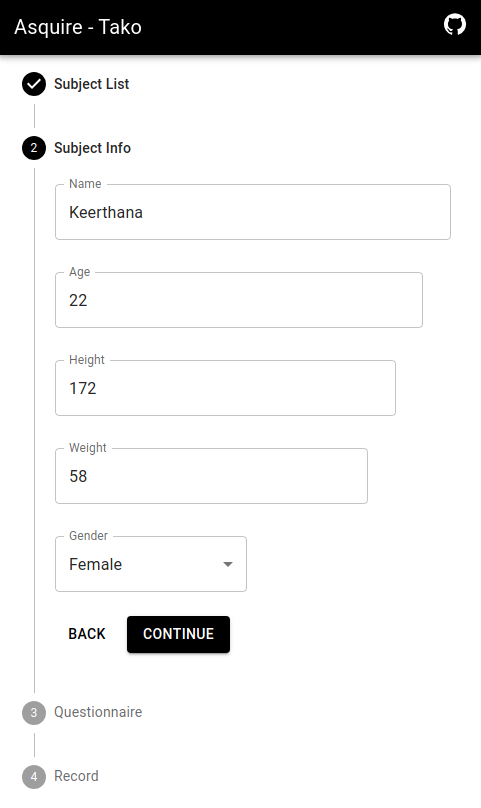 Asquire - Tako
Subject List
2 Subject Info
Name
Keerthana
Age
22
Height
172
Weight
58
Gender
Female
BACK CONTINUE
3 Questionnaire
4 Record